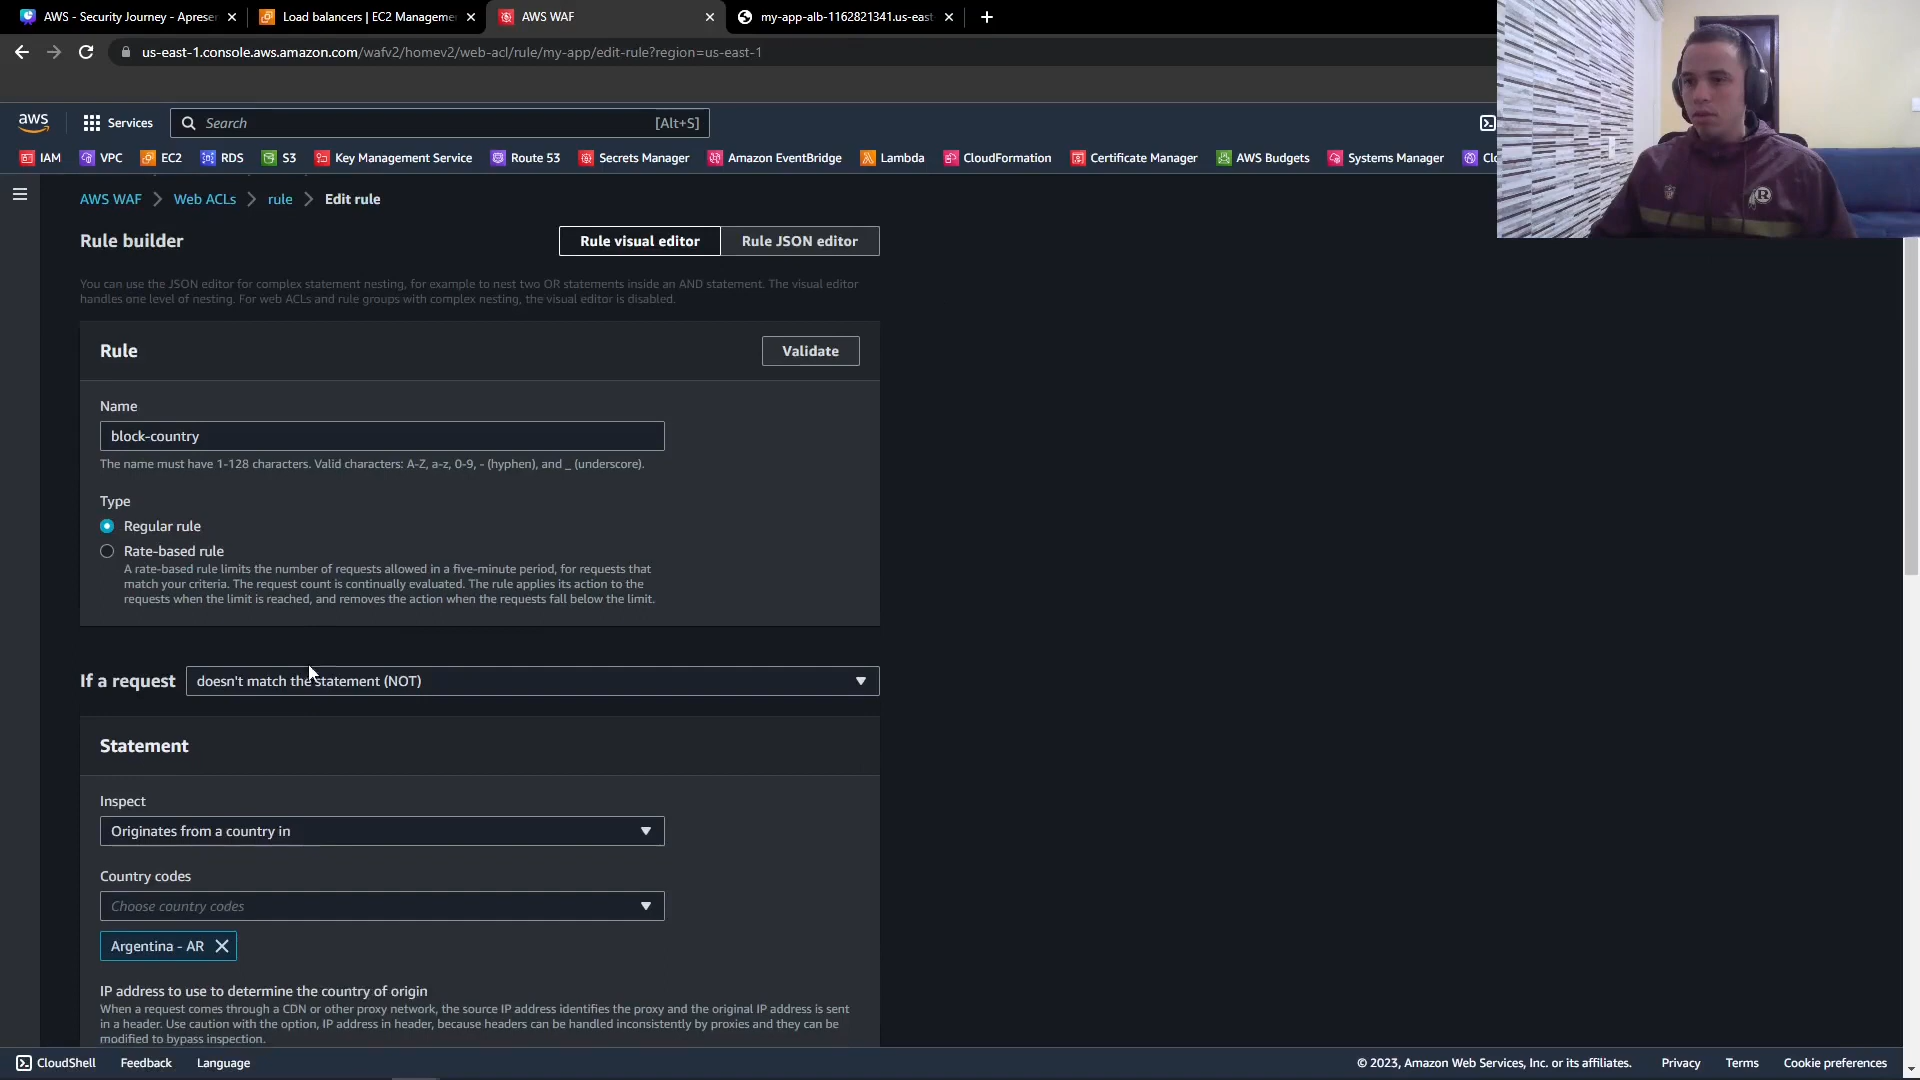 AWS - Security Journey - Aprese
Load balancers | EC2 Manageme
AWS WAF
my-app-alb-1162821341.us-east
us-east-1.console.aws.amazon.com/wafv2/homev2/web-acl/rule/my-app/edit-rule?region=us-east-1
aws
Services
Search
[Alt+S]
IAM
VPC
EC2
RDS
S3
Key Management Service
Route 53
Secrets Manager
Amazon EventBridge
Lambda
CloudFormation
Certificate Manager
AWS Budgets
Systems Manager
Clo
AWS WAF > Web ACLs > rule > Edit rule
Rule builder
Rule visual editor
Rule JSON editor
You can use the JSON editor for complex statement nesting, for example to nest two OR statements inside an AND statement. The visual editor
handles one level of nesting. For web ACLs and rule groups with complex nesting, the visual editor is disabled.
Rule
Validate
Name
block-country
The name must have 1-128 characters. Valid characters: A-Z, a-z, 0-9, - (hyphen), and _ (underscore).
Type
Regular rule
Rate-based rule
A rate-based rule limits the number of requests allowed in a five-minute period, for requests that
match your criteria. The request count is continually evaluated. The rule applies its action to the
requests when the limit is reached, and removes the action when the requests fall below the limit.
If a request
doesn't match the statement (NOT)
Statement
Inspect
Originates from a country in
Country codes
Choose country codes
Argentina - AR
IP address to use to determine the country of origin
When a request comes through a CDN or other proxy network, the source IP address identifies the proxy and the original IP address is sent
in a header. Use caution with the option, IP address in header, because headers can be handled inconsistently by proxies and they can be
modified to bypass inspection.
CloudShell
Feedback
Language
© 2023, Amazon Web Services, Inc. or its affiliates.
Privacy
Terms
Cookie preferences